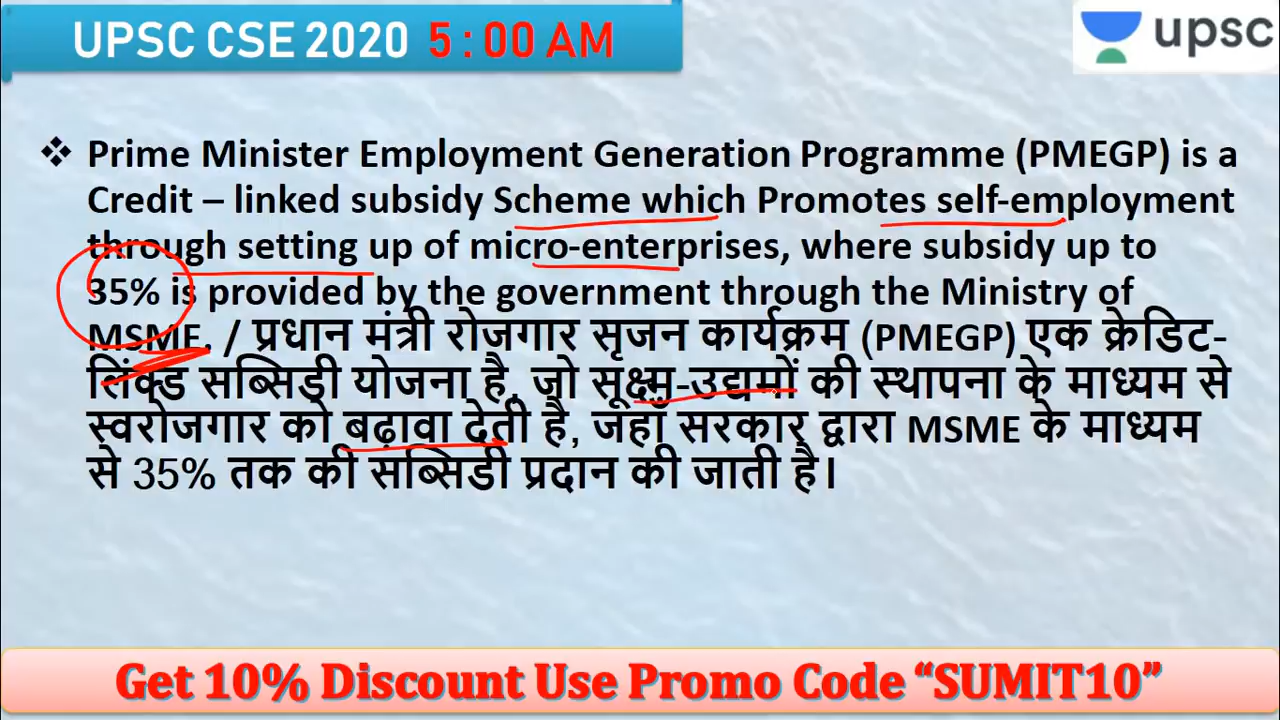 UPSC CSE 2020 5 : 00 AM
upsc
❖ Prime Minister Employment Generation Programme (PMEGP) is a
Credit – linked subsidy Scheme which Promotes self-employment
through setting up of micro-enterprises, where subsidy up to
35% is provided by the government through the Ministry of
MSME. / प्रधान मंत्री रोजगार सृजन कार्यक्रम (PMEGP) एक क्रेडिट-
लिंक्ड सब्सिडी योजना है, जो सूक्ष्म-उद्यमों की स्थापना के माध्यम से
स्वरोजगार को बढ़ावा देती है, जहाँ सरकार द्वारा MSME के माध्यम
से 35% तक की सब्सिडी प्रदान की जाती है।
Get 10% Discount Use Promo Code “SUMIT10”